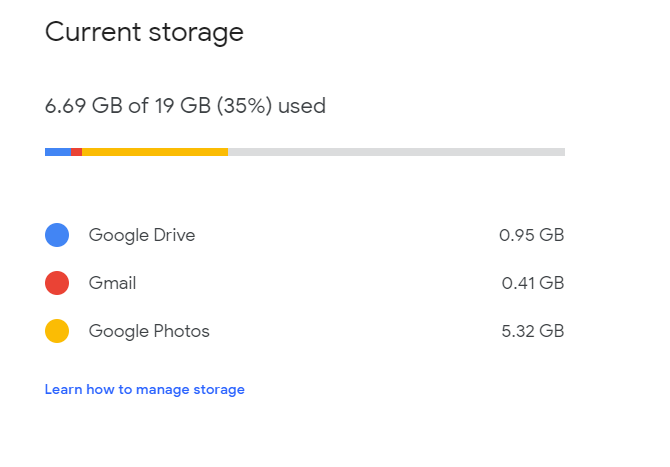 Current storage
6.69 GB of 19 GB (35%) used
Google Drive 0.95 GB
Gmail 0.41 GB
Google Photos 5.32 GB
Learn how to manage storage